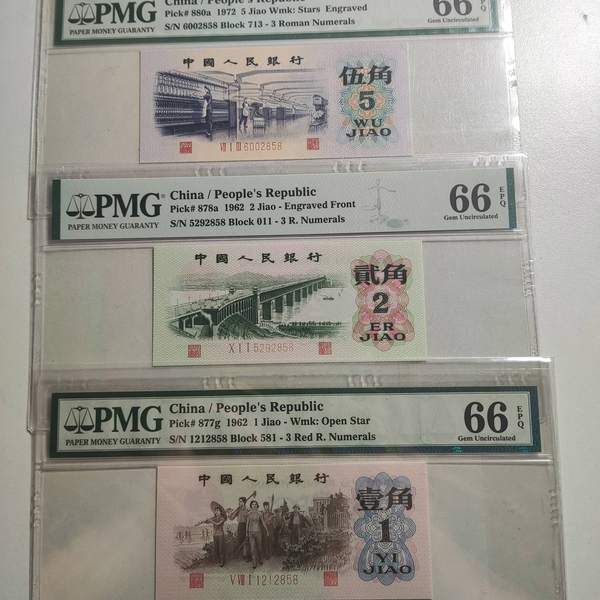 China / People's Republic
Pick# 880a 1972 5 Jiao Wmk: Stars Engraved
S/N 6002858 Block 713 - 3 Roman Numerals
PMG
PAPER MONEY GUARANTY
66 EPQ
Gem Uncirculated
中國人民銀行
伍角
5
WU
JIAO
VII I III 6002858
PMG
PAPER MONEY GUARANTY
China / People's Republic
Pick# 878a 1962 2 Jiao - Engraved Front
S/N 5292858 Block 011 - 3 R. Numerals
66 EPQ
Gem Uncirculated
中國人民銀行
貳角
2
ER
JIAO
X I I 5292858
PMG
PAPER MONEY GUARANTY
China / People's Republic
Pick# 877g 1962 1 Jiao - Wmk: Open Star
S/N 1212858 Block 581 - 3 Red R. Numerals
66 EPQ
Gem Uncirculated
中國人民銀行
壹角
1
YI
JIAO
V VIII I 1212858